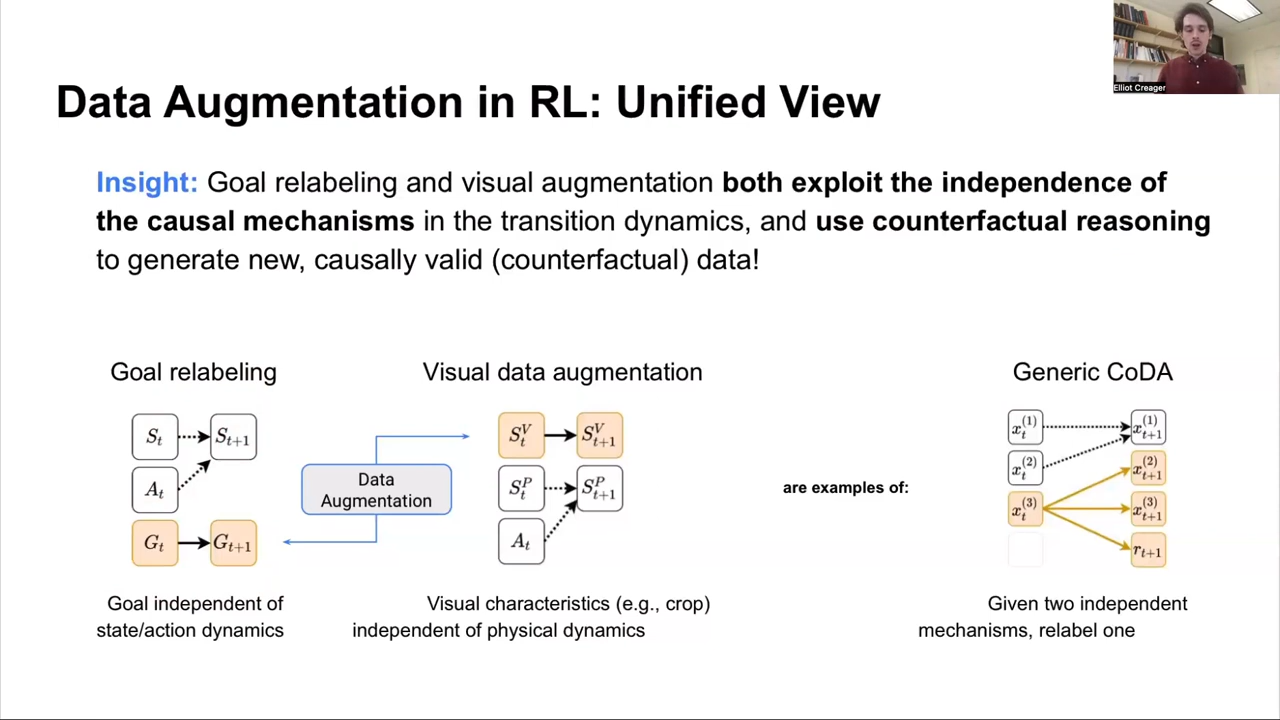 Elliot Creager
Data Augmentation in RL: Unified View
Insight: Goal relabeling and visual augmentation both exploit the independence of
the causal mechanisms in the transition dynamics, and use counterfactual reasoning
to generate new, causally valid (counterfactual) data!
Goal relabeling
S_t S_{t+1}
A_t
G_t G_{t+1}
Goal independent of
state/action dynamics
Data
Augmentation
Visual data augmentation
S_t^V S_{t+1}^V
S_t^P S_{t+1}^P
A_t
Visual characteristics (e.g., crop)
independent of physical dynamics
are examples of:
Generic CoDA
x_t^{(1)} x_{t+1}^{(1)}
x_t^{(2)} x_{t+1}^{(2)}
x_t^{(3)} x_{t+1}^{(3)}
r_{t+1}
Given two independent
mechanisms, relabel one